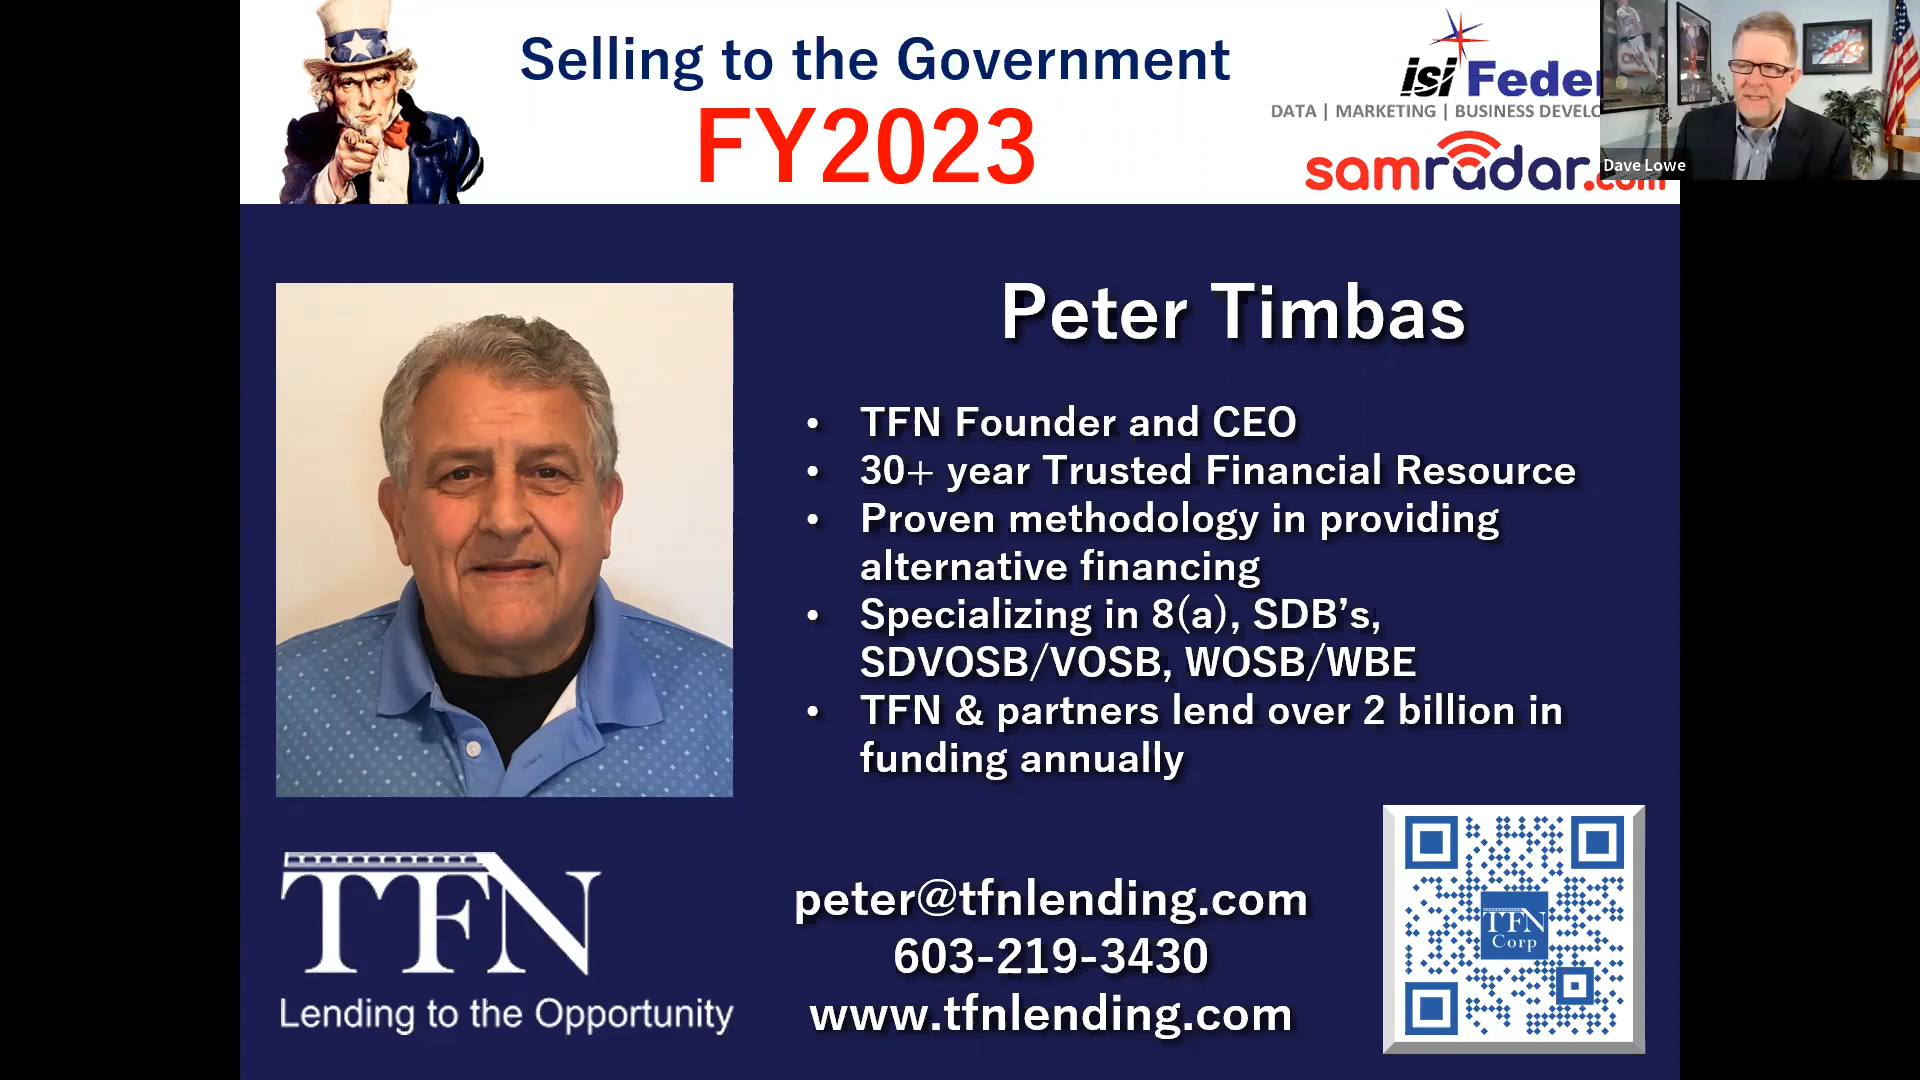 Selling to the Government
FY2023
isi Feder
DATA | MARKETING | BUSINESS DEVELO
samradar.com
Dave Lowe
Peter Timbas
• TFN Founder and CEO
• 30+ year Trusted Financial Resource
• Proven methodology in providing
alternative financing
• Specializing in 8(a), SDB’s,
SDVOSB/VOSB, WOSB/WBE
• TFN & partners lend over 2 billion in
funding annually
TFN
Lending to the Opportunity
peter@tfnlending.com
603-219-3430
www.tfnlending.com
TFN
Corp